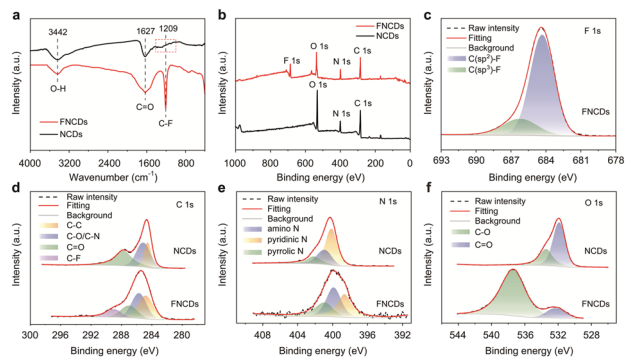 a
3442
1627
1209
O-H
C=O
C-F
FNCDs
NCDs
Intensity (a.u.)
4000 3200 2400 1600 800
Wavenumber (cm-1)
b
FNCDs
NCDs
F 1s
O 1s
N 1s
C 1s
O 1s
N 1s
C 1s
Intensity (a.u.)
1000 800 600 400 200 0
Binding energy (eV)
c
Raw intensity
Fitting
Background
C(sp2)-F
C(sp3)-F
F 1s
FNCDs
Intensity (a.u.)
693 690 687 684 681 678
Binding energy (eV)
d
Raw intensity
Fitting
Background
C-C
C-O/C-N
C=O
C-F
C 1s
NCDs
FNCDs
Intensity (a.u.)
300 296 292 288 284 280
Binding energy (eV)
e
Raw intensity
Fitting
Background
amino N
pyridinic N
pyrrolic N
N 1s
NCDs
FNCDs
Intensity (a.u.)
408 404 400 396 392
Binding energy (eV)
f
Raw intensity
Fitting
Background
C-O
C=O
O 1s
NCDs
FNCDs
Intensity (a.u.)
544 540 536 532 528
Binding energy (eV)